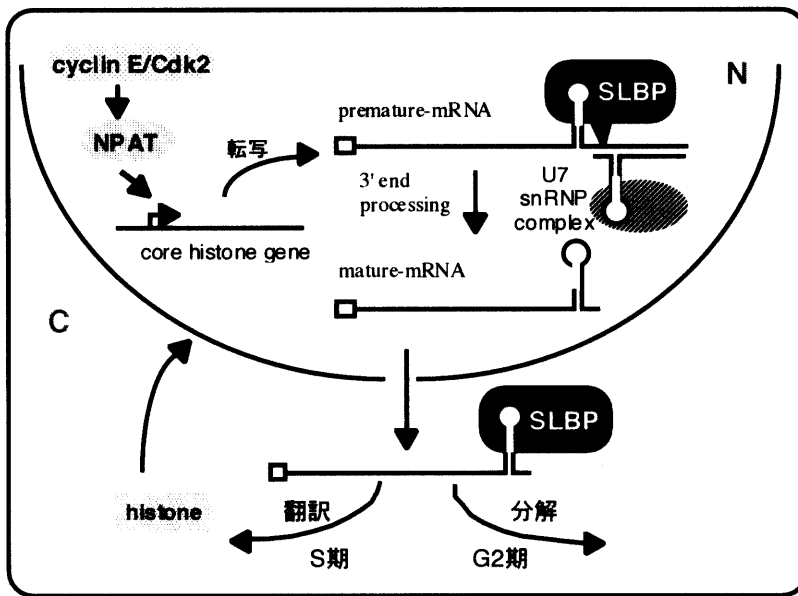 cyclin E/Cdk2
NPAT
転写
core histone gene
premature-mRNA
SLBP
N
3' end
processing
U7
snRNP
complex
mature-mRNA
C
SLBP
histone
翻訳
S期
分解
G2期